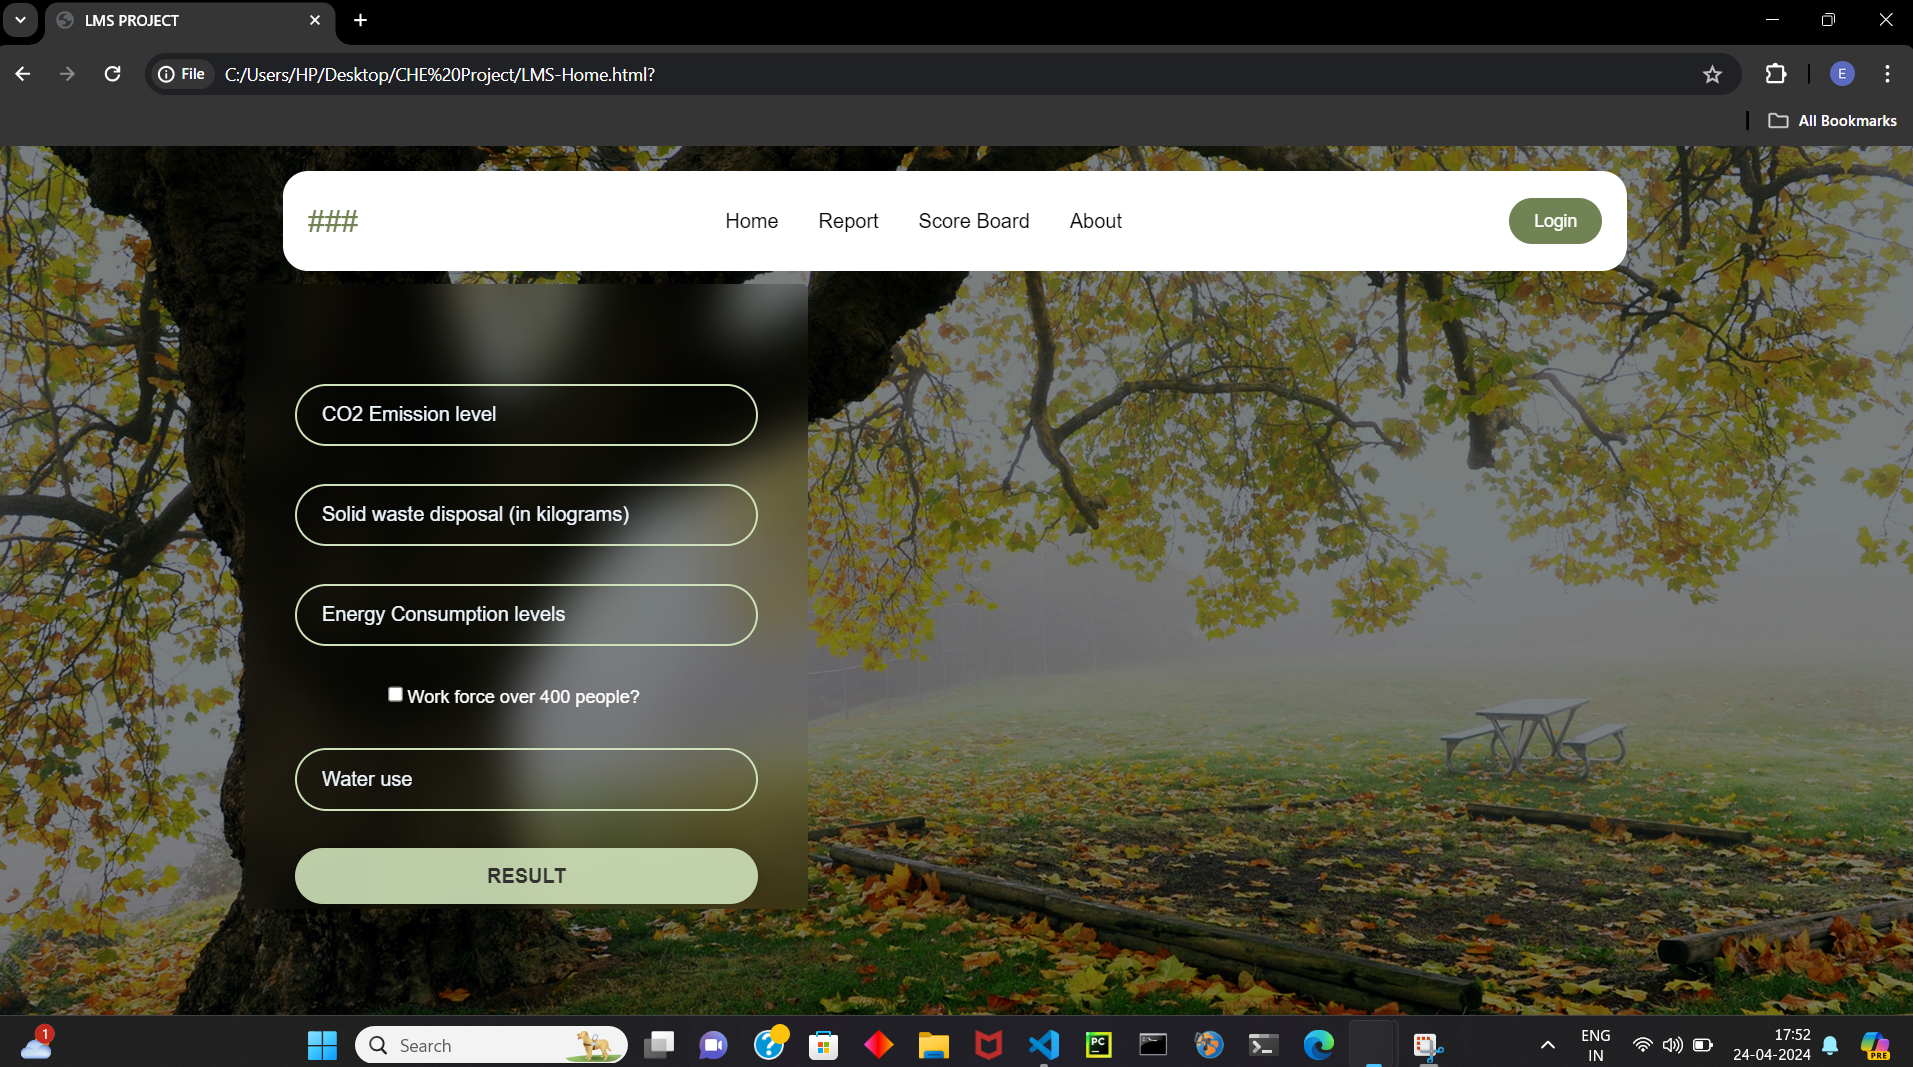 LMS PROJECT
File C:/Users/HP/Desktop/CHE%20Project/LMS-Home.html?
E
All Bookmarks
### Home Report Score Board About Login
CO2 Emission level
Solid waste disposal (in kilograms)
Energy Consumption levels
Work force over 400 people?
Water use
RESULT
1
Search
PC
PRE
ENG
IN
17:52
24-04-2024